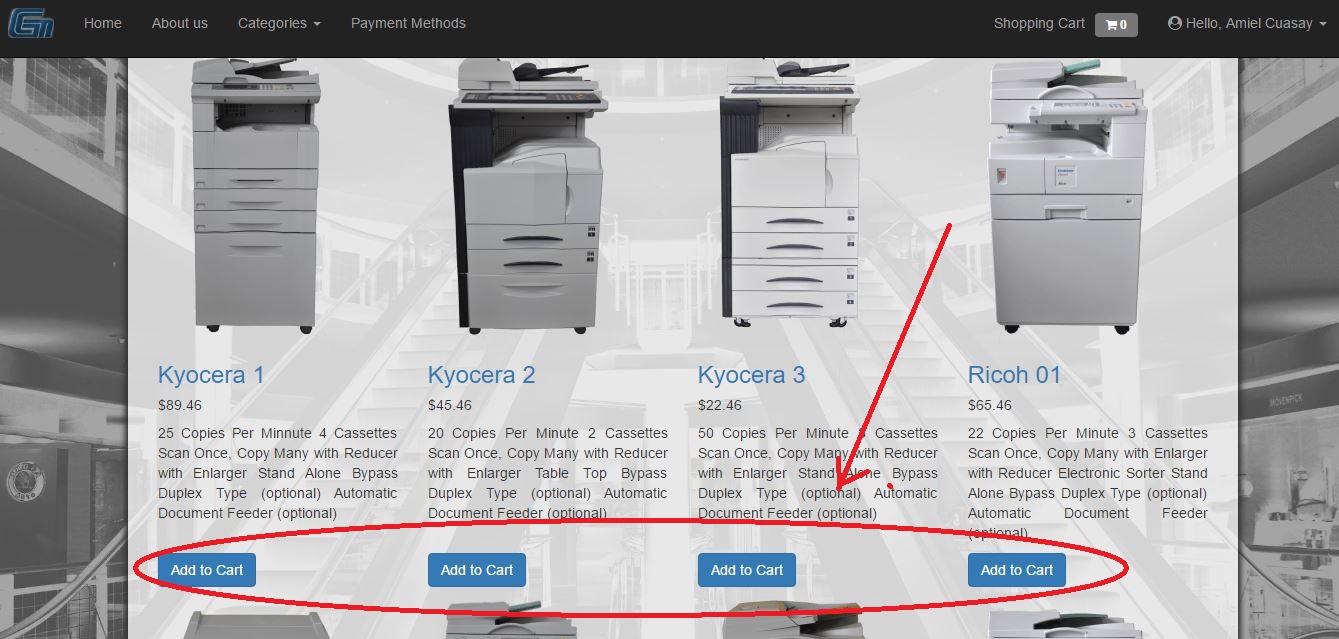 Home About us Categories Payment Methods Shopping Cart 0 Hello, Amiel Cuasay
Kyocera 1
$89.46
25 Copies Per Minnute 4 Cassettes
Scan Once, Copy Many with Reducer
with Enlarger Stand Alone Bypass
Duplex Type (optional) Automatic
Document Feeder (optional)
Add to Cart
Kyocera 2
$45.46
20 Copies Per Minute 2 Cassettes
Scan Once, Copy Many with Reducer
with Enlarger Table Top Bypass
Duplex Type (optional) Automatic
Document Feeder (optional)
Add to Cart
Kyocera 3
$22.46
50 Copies Per Minute Cassettes
Scan Once, Copy Many with Reducer
with Enlarger Stand Alone Bypass
Duplex Type (optional) Automatic
Document Feeder (optional)
Add to Cart
Ricoh 01
$65.46
22 Copies Per Minute 3 Cassettes
Scan Once, Copy Many with Enlarger
with Reducer Electronic Sorter Stand
Alone Bypass Duplex Type (optional)
Automatic Document Feeder
(optional)
Add to Cart
MÖVENPICK